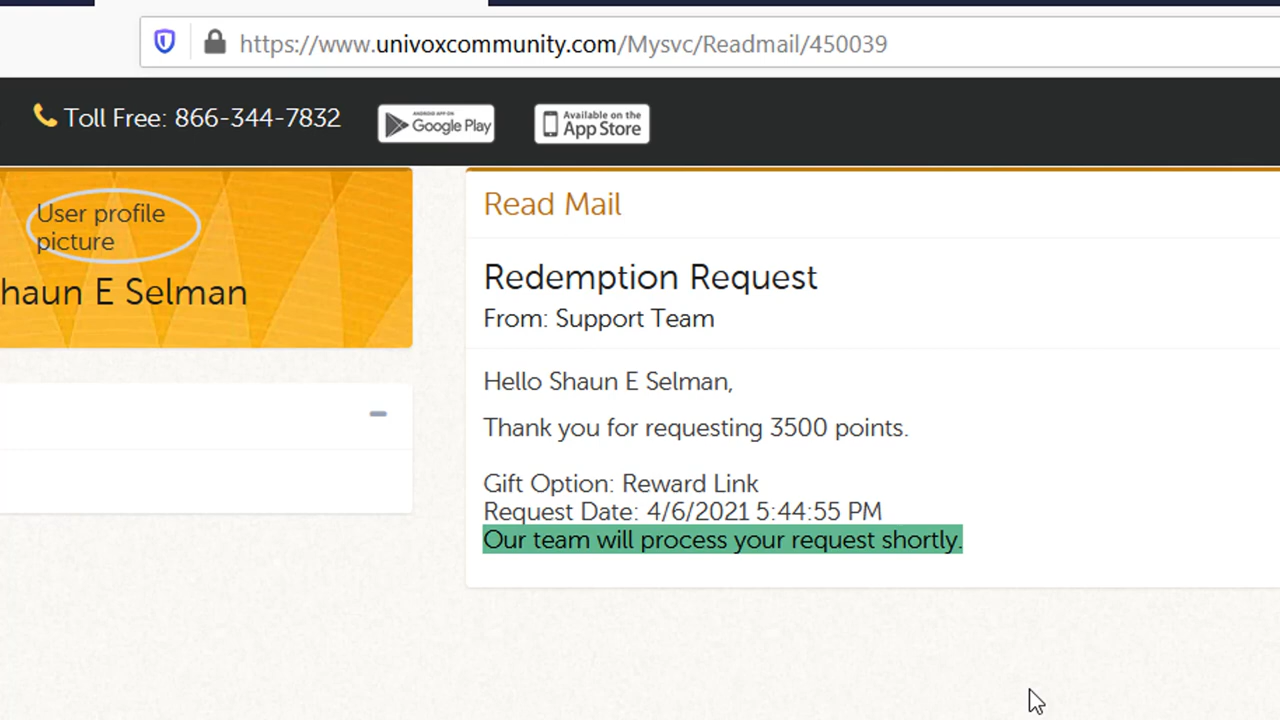 https://www.univoxcommunity.com/Mysvc/Readmail/450039
Toll Free: 866-344-7832
ANDROID APP ON
Google Play
Available on the
App Store
User profile
picture
haun E Selman
Read Mail
Redemption Request
From: Support Team
Hello Shaun E Selman,
Thank you for requesting 3500 points.
Gift Option: Reward Link
Request Date: 4/6/2021 5:44:55 PM
Our team will process your request shortly.